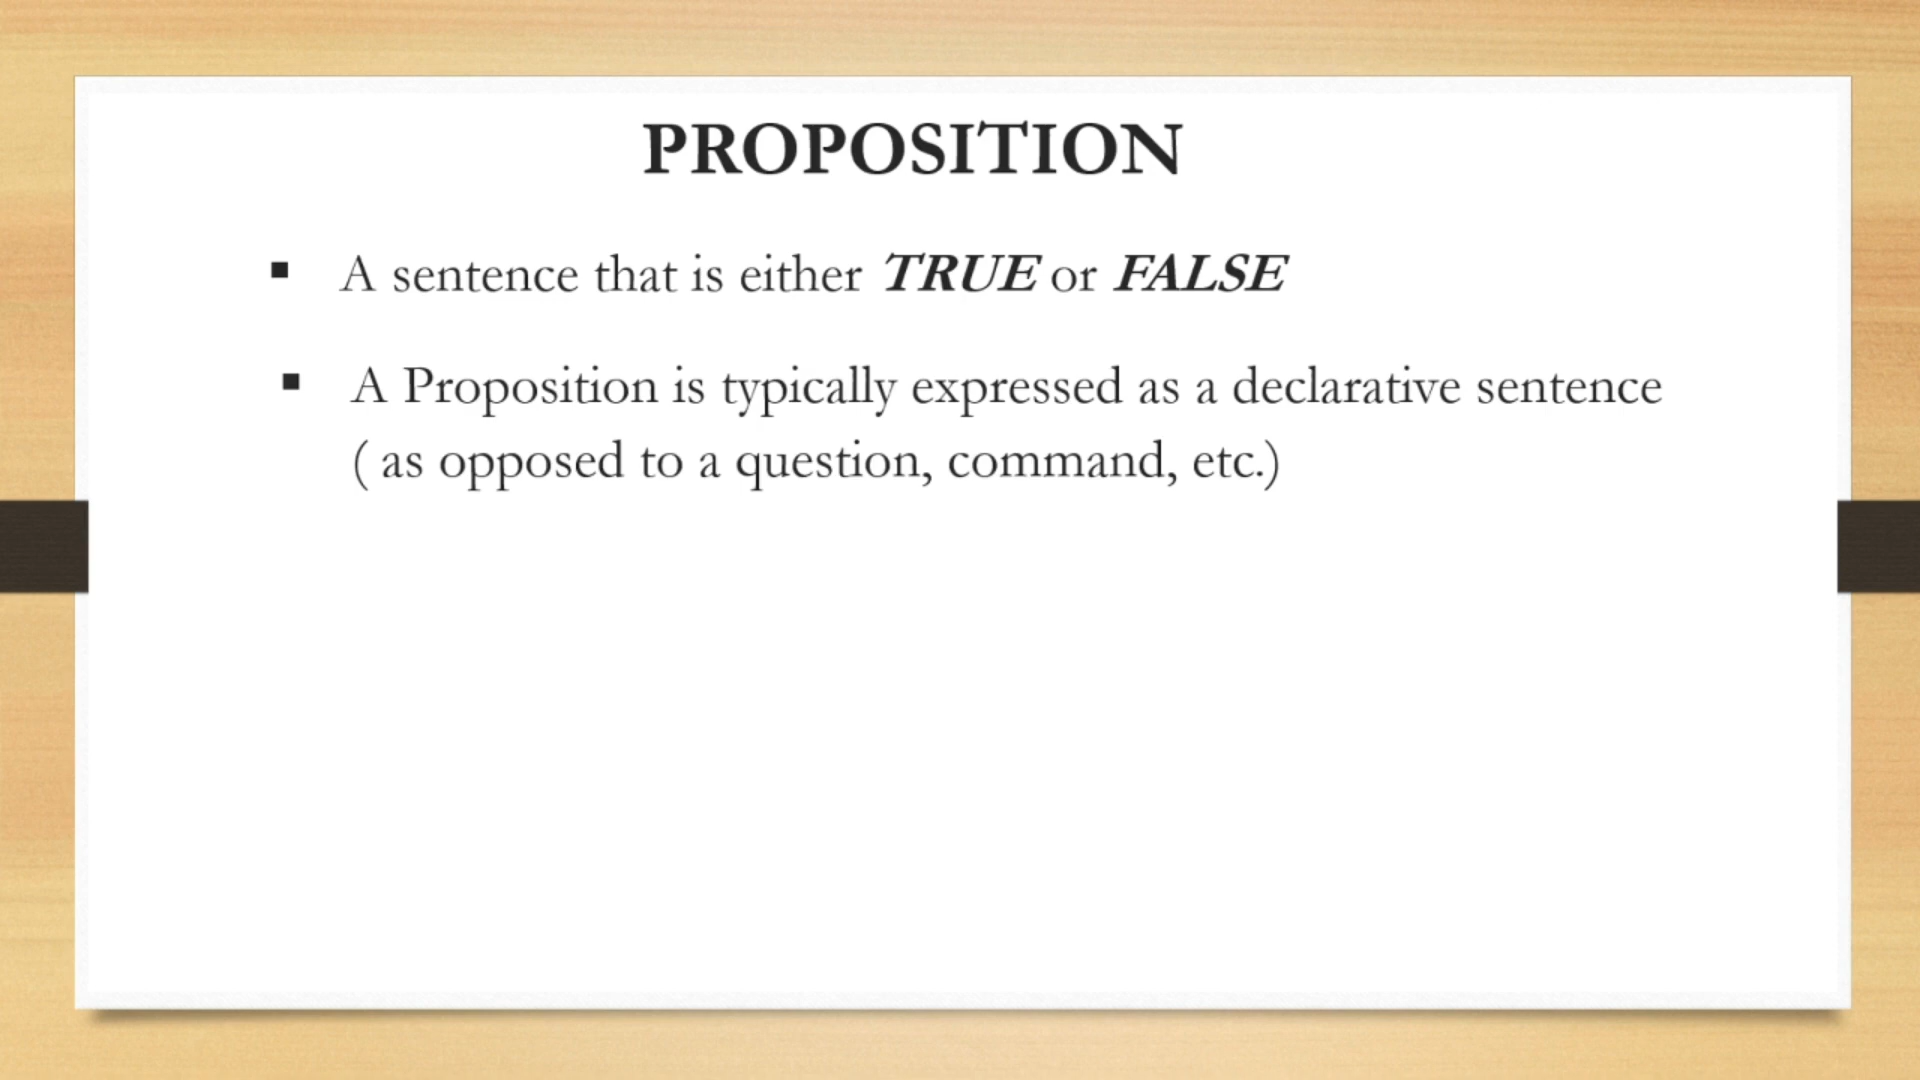 PROPOSITION
▪ A sentence that is either TRUE or FALSE
▪ A Proposition is typically expressed as a declarative sentence
( as opposed to a question, command, etc.)